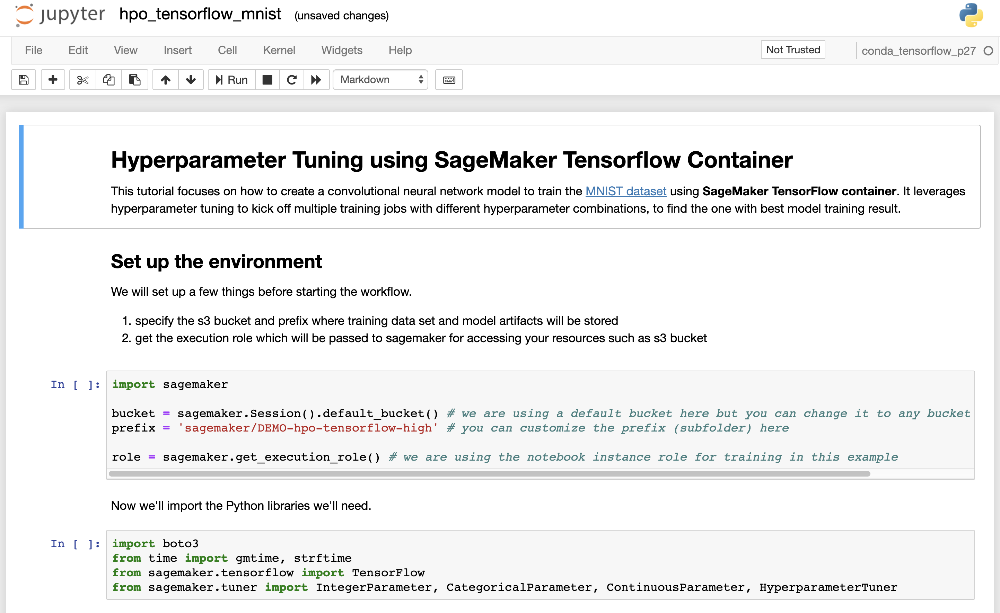 jupyter hpo_tensorflow_mnist (unsaved changes)
File Edit View Insert Cell Kernel Widgets Help Not Trusted conda_tensorflow_p27
Run Markdown
Hyperparameter Tuning using SageMaker Tensorflow Container
This tutorial focuses on how to create a convolutional neural network model to train the MNIST dataset using SageMaker TensorFlow container. It leverages
hyperparameter tuning to kick off multiple training jobs with different hyperparameter combinations, to find the one with best model training result.
Set up the environment
We will set up a few things before starting the workflow.
1. specify the s3 bucket and prefix where training data set and model artifacts will be stored
2. get the execution role which will be passed to sagemaker for accessing your resources such as s3 bucket
In [ ]: import sagemaker
bucket = sagemaker.Session().default_bucket() # we are using a default bucket here but you can change it to any bucket
prefix = 'sagemaker/DEMO-hpo-tensorflow-high' # you can customize the prefix (subfolder) here
role = sagemaker.get_execution_role() # we are using the notebook instance role for training in this example
Now we'll import the Python libraries we'll need.
In [ ]: import boto3
from time import gmtime, strftime
from sagemaker.tensorflow import TensorFlow
from sagemaker.tuner import IntegerParameter, CategoricalParameter, ContinuousParameter, HyperparameterTuner